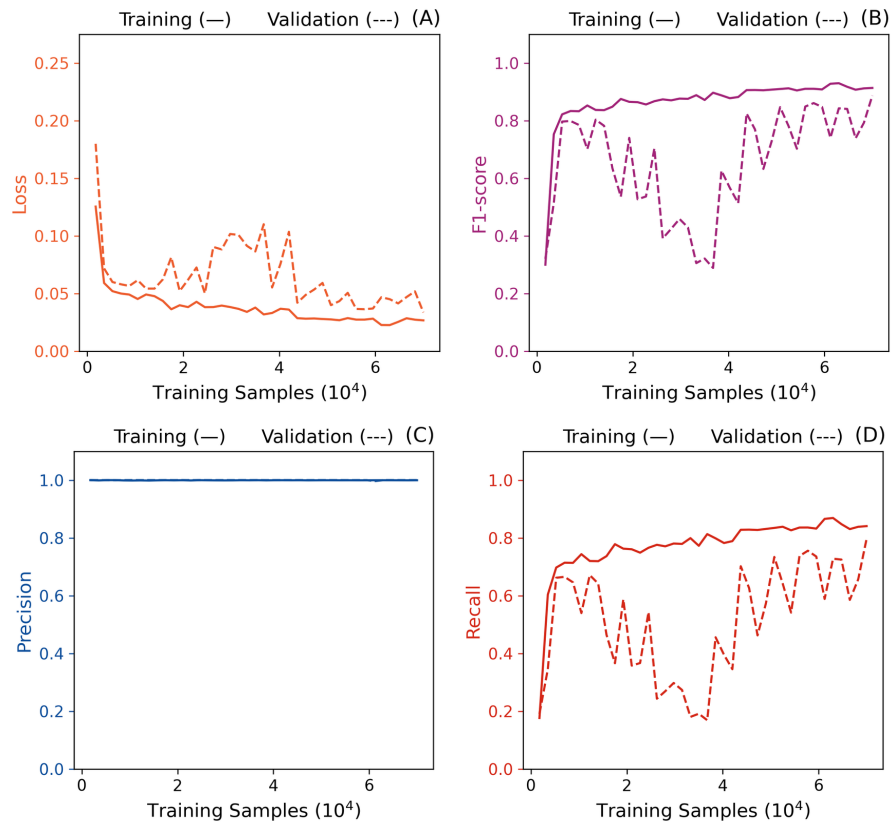 Training (—) Validation (---) (A)
0.25
0.20
0.15
0.10
0.05
0.00
Loss
0 2 4 6
Training Samples (10⁴)
Training (—) Validation (---) (B)
1.0
0.8
0.6
0.4
0.2
0.0
F1-score
0 2 4 6
Training Samples (10⁴)
Training (—) Validation (---) (C)
1.0
0.8
0.6
0.4
0.2
0.0
Precision
0 2 4 6
Training Samples (10⁴)
Training (—) Validation (---) (D)
1.0
0.8
0.6
0.4
0.2
0.0
Recall
0 2 4 6
Training Samples (10⁴)